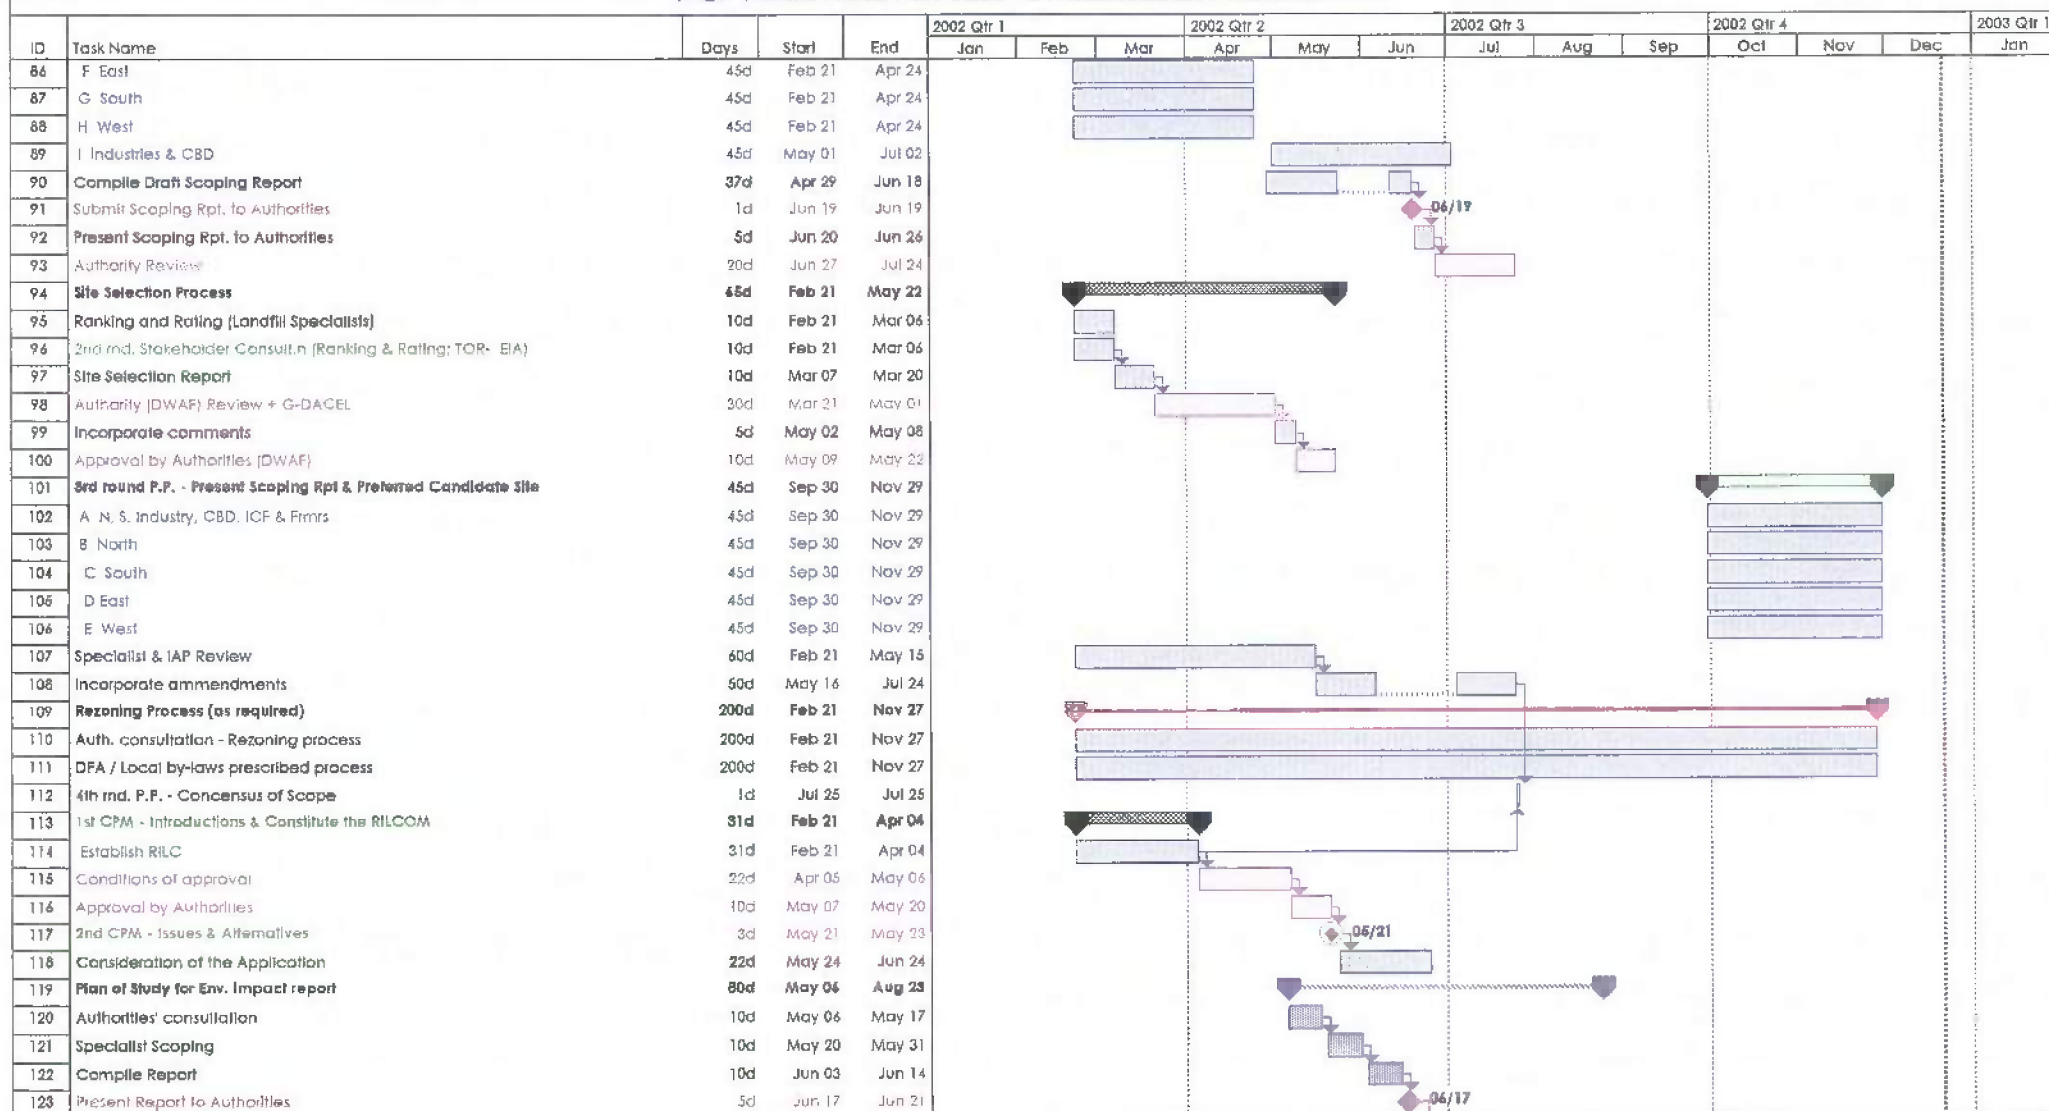 2002 Qtr 1 2002 Qtr 2 2002 Qtr 3 2002 Qtr 4 2003 Qtr 1
ID Task Name Days Start End Jan Feb Mar Apr May Jun Jul Aug Sep Oct Nov Dec Jan
86 F East 45d Feb 21 Apr 24
87 G South 45d Feb 21 Apr 24
88 H West 45d Feb 21 Apr 24
89 I Industries & CBD 45d May 01 Jul 02
90 Compile Draft Scoping Report 37d Apr 29 Jun 18
91 Submit Scoping Rpt. to Authorities 1d Jun 19 Jun 19 06/19
92 Present Scoping Rpt. to Authorities 5d Jun 20 Jun 26
93 Authority Review 20d Jun 27 Jul 24
94 Site Selection Process 65d Feb 21 May 22
95 Ranking and Rating (Landfill Specialists) 10d Feb 21 Mar 06
96 2nd rnd. Stakeholder Consult.n (Ranking & Rating; TOR- EIA) 10d Feb 21 Mar 06
97 Site Selection Report 10d Mar 07 Mar 20
98 Authority (DWAF) Review + G-DACEL 30d Mar 21 May 01
99 Incorporate comments 5d May 02 May 08
100 Approval by Authorities (DWAF) 10d May 09 May 22
101 3rd round P.P. - Present Scoping Rpt & Preferred Candidate Site 45d Sep 30 Nov 29
102 A N, S. Industry, CBD, ICF & Frmrs 45d Sep 30 Nov 29
103 B North 45d Sep 30 Nov 29
104 C South 45d Sep 30 Nov 29
105 D East 45d Sep 30 Nov 29
106 E West 45d Sep 30 Nov 29
107 Specialist & IAP Review 60d Feb 21 May 15
108 Incorporate ammendments 50d May 16 Jul 24
109 Rezoning Process (as required) 200d Feb 21 Nov 27
110 Auth. consultation - Rezoning process 200d Feb 21 Nov 27
111 DFA / Local by-laws prescribed process 200d Feb 21 Nov 27
112 4th rnd. P.P. - Concensus of Scope 1d Jul 25 Jul 25
113 1st CPM - Introductions & Constitute the RILCOM 31d Feb 21 Apr 04
114 Establish RILC 31d Feb 21 Apr 04
115 Conditions of approval 22d Apr 05 May 06
116 Approval by Authorities 10d May 07 May 20
117 2nd CPM - Issues & Alternatives 3d May 21 May 23 05/21
118 Consideration of the Application 22d May 24 Jun 24
119 Plan of Study for Env. Impact report 80d May 06 Aug 23
120 Authorities' consultation 10d May 06 May 17
121 Specialist Scoping 10d May 20 May 31
122 Compile Report 10d Jun 03 Jun 14
123 Present Report to Authorities 5d Jun 17 Jun 21 06/17